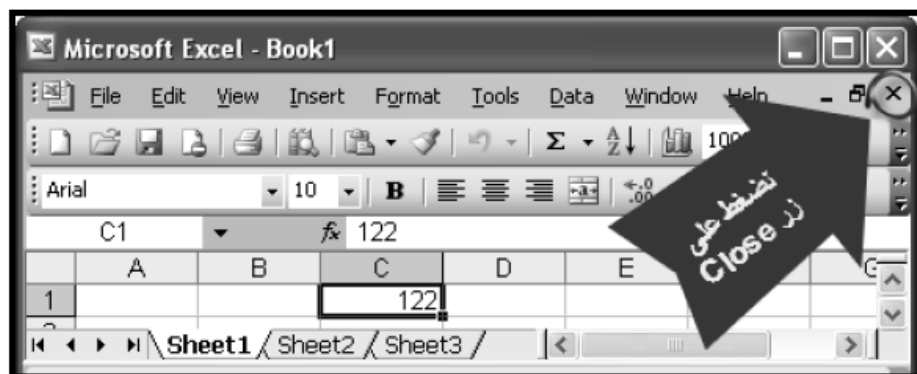 Microsoft Excel - Book1
File Edit View Insert Format Tools Data Window Help
100
Arial 10 B
C1 fx 122
A B C D E G
1 122
Sheet1 Sheet2 Sheet3
نضغط على
زر Close